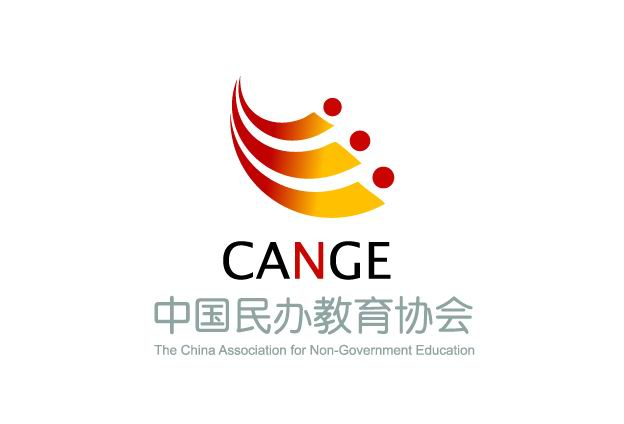 CANGE
中国民办教育协会
The China Association for Non-Government Education